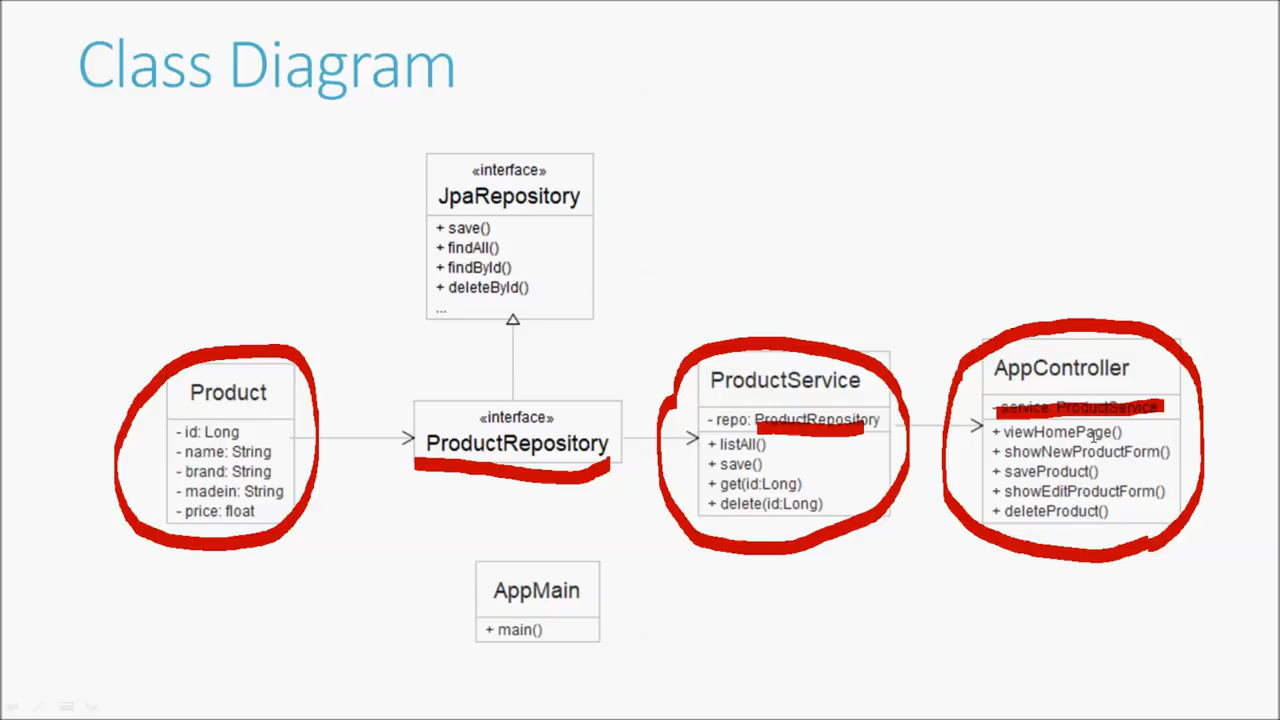 Class Diagram
«interface»
JpaRepository
+ save()
+ findAll()
+ findById()
+ deleteById()
...
Product
- id: Long
- name: String
- brand: String
- madein: String
- price: float
«interface»
ProductRepository
ProductService
- repo: ProductRepository
+ listAll()
+ save()
+ get(id:Long)
+ delete(id:Long)
AppController
- service: ProductService
+ viewHomePage()
+ showNewProductForm()
+ saveProduct()
+ showEditProductForm()
+ deleteProduct()
AppMain
+ main()